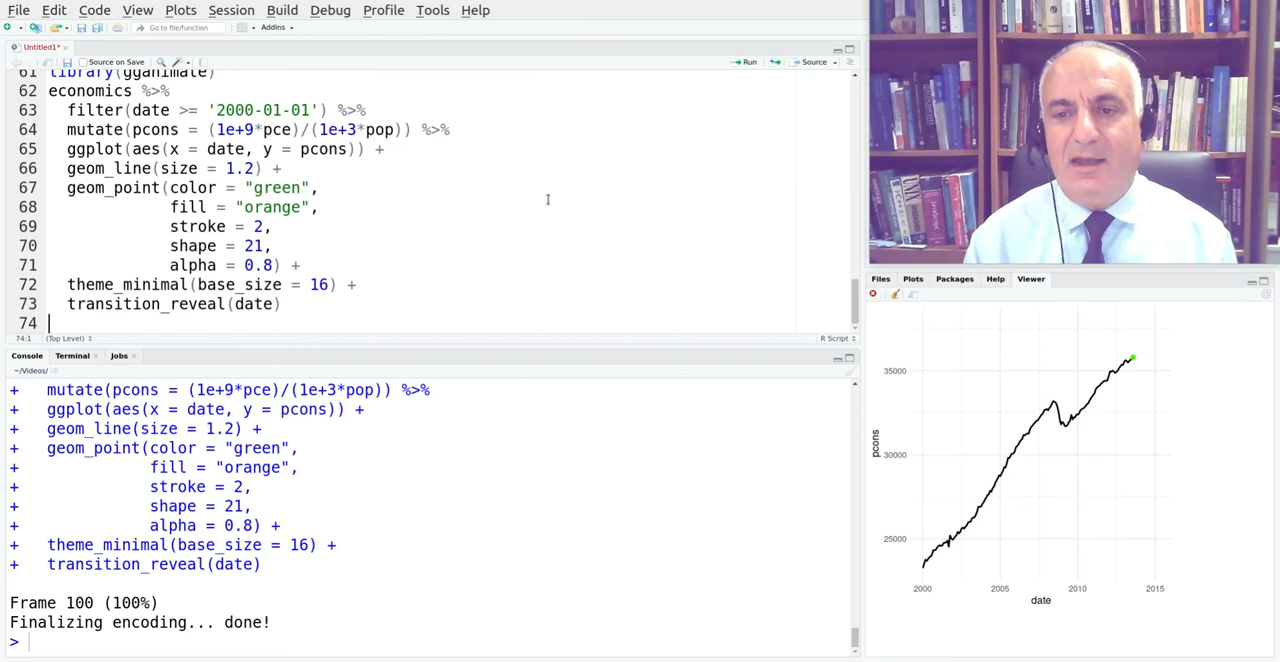 File Edit Code View Plots Session Build Debug Profile Tools Help
Go to file/function Addins
Untitled1*
Source on Save Run Source
61 library(gganimate)
62 economics %>%
63 filter(date >= '2000-01-01') %>%
64 mutate(pcons = (1e+9*pce)/(1e+3*pop)) %>%
65 ggplot(aes(x = date, y = pcons)) +
66 geom_line(size = 1.2) +
67 geom_point(color = "green",
68 fill = "orange",
69 stroke = 2,
70 shape = 21,
71 alpha = 0.8) +
72 theme_minimal(base_size = 16) +
73 transition_reveal(date)
74
74:1 (Top Level) R Script
Console Terminal Jobs
~/Videos/
+ mutate(pcons = (1e+9*pce)/(1e+3*pop)) %>%
+ ggplot(aes(x = date, y = pcons)) +
+ geom_line(size = 1.2) +
+ geom_point(color = "green",
+ fill = "orange",
+ stroke = 2,
+ shape = 21,
+ alpha = 0.8) +
+ theme_minimal(base_size = 16) +
+ transition_reveal(date)
Frame 100 (100%)
Finalizing encoding... done!
>
UNIX
JavaScript
Files Plots Packages Help Viewer
35000
30000
25000
pcons
2000 2005 2010 2015
date